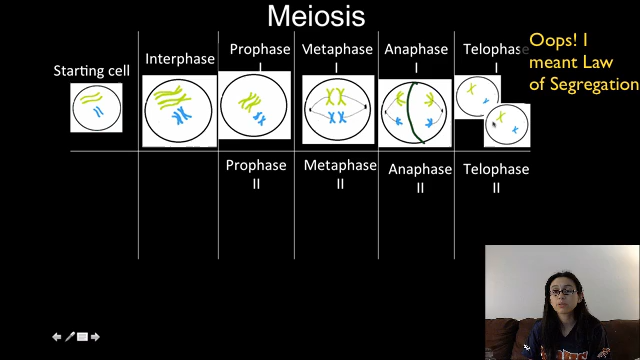 Meiosis
Starting cell
Interphase
Prophase
I
Metaphase
I
Anaphase
I
Telophase
I
Oops! I
meant Law
of Segregation
Prophase
II
Metaphase
II
Anaphase
II
Telophase
II